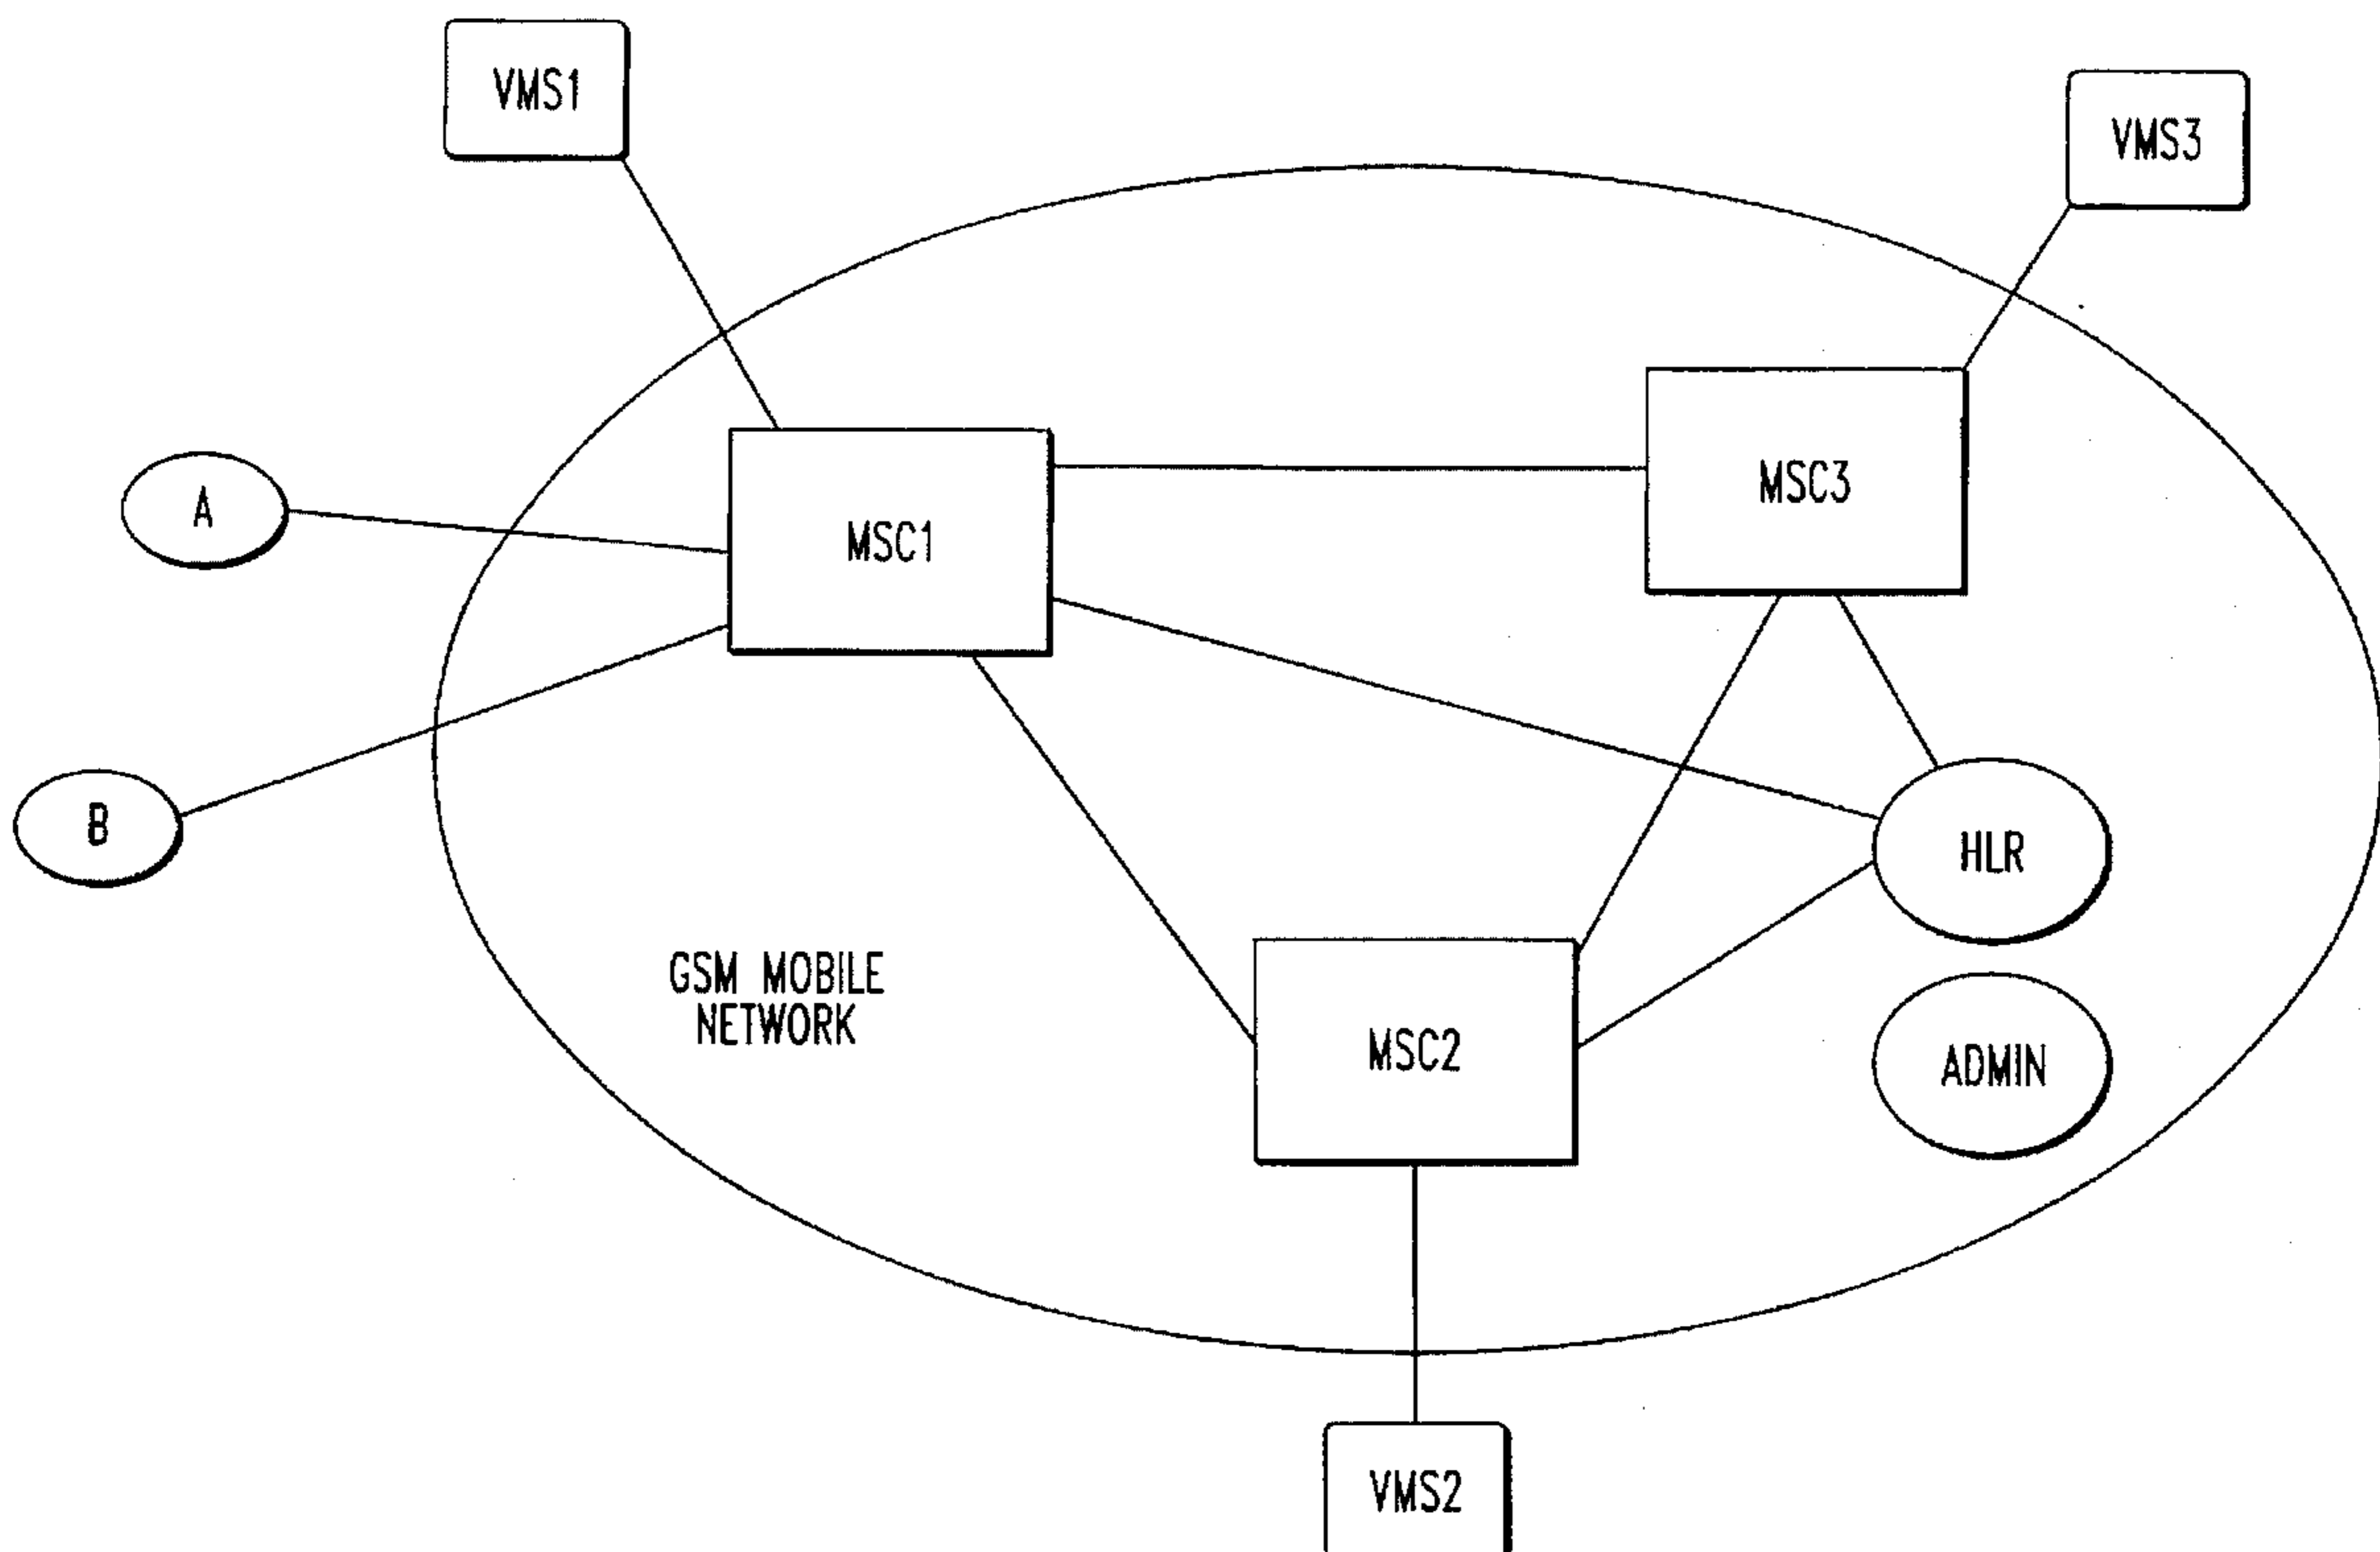 VMS1
VMS3
A
MSC1
MSC3
B
HLR
GSM MOBILE
NETWORK
MSC2
ADMIN
VMS2